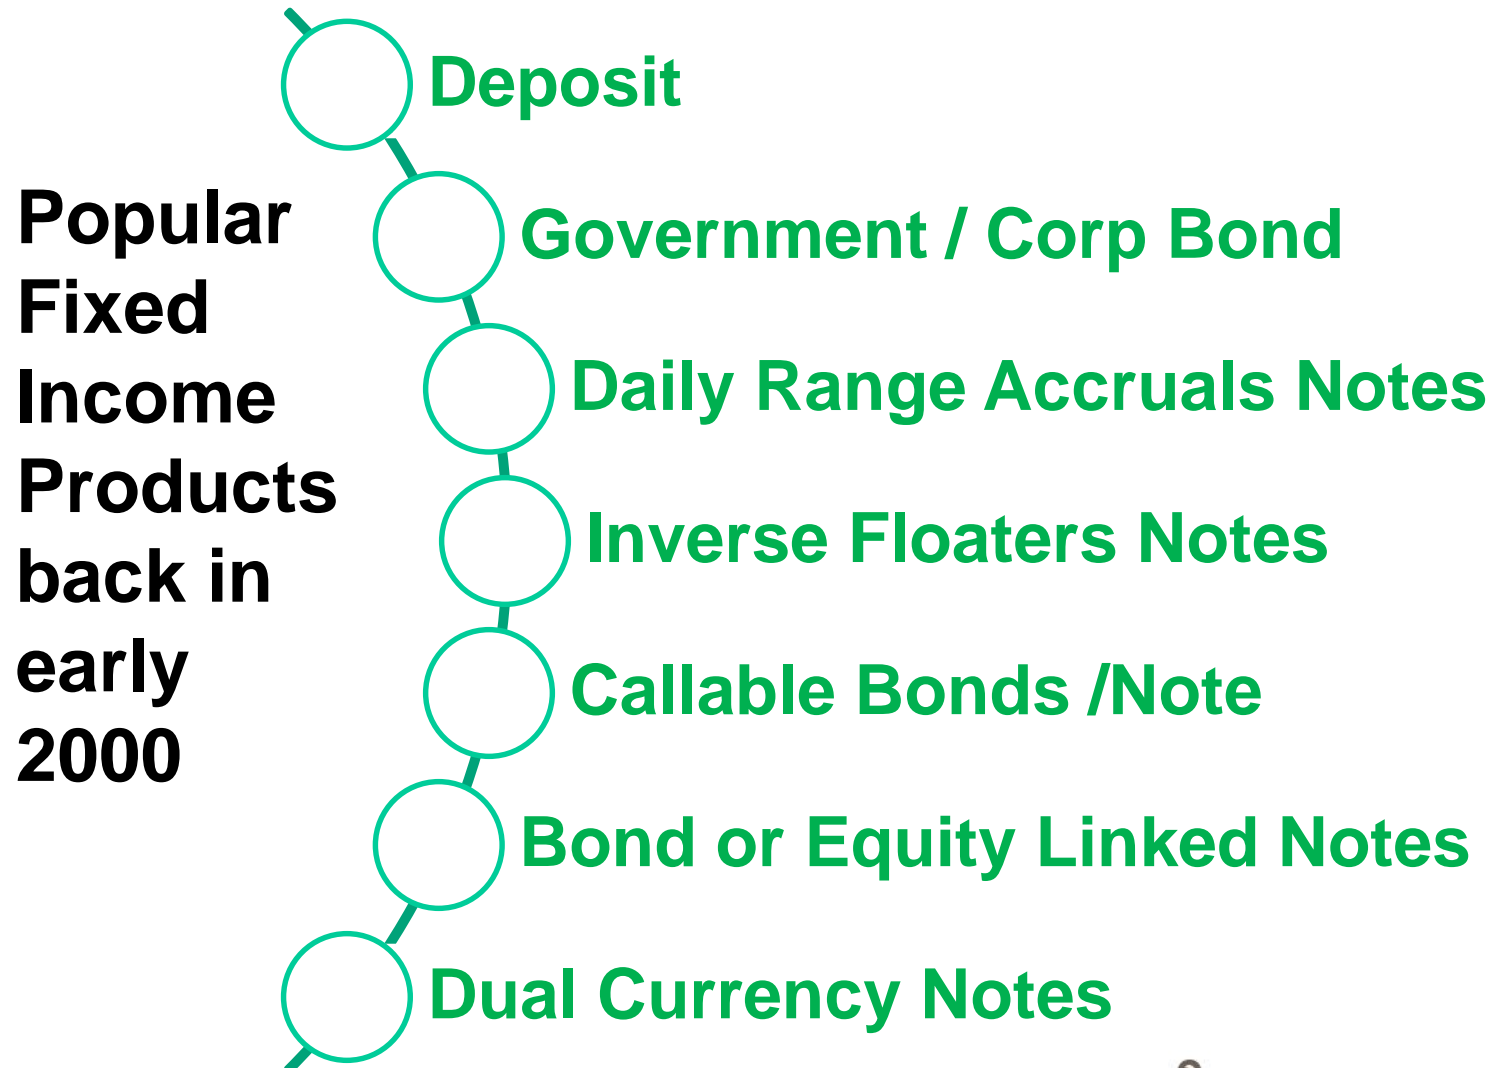 Popular
Fixed
Income
Products
back in
early
2000
Deposit
Government / Corp Bond
Daily Range Accruals Notes
Inverse Floaters Notes
Callable Bonds /Note
Bond or Equity Linked Notes
Dual Currency Notes